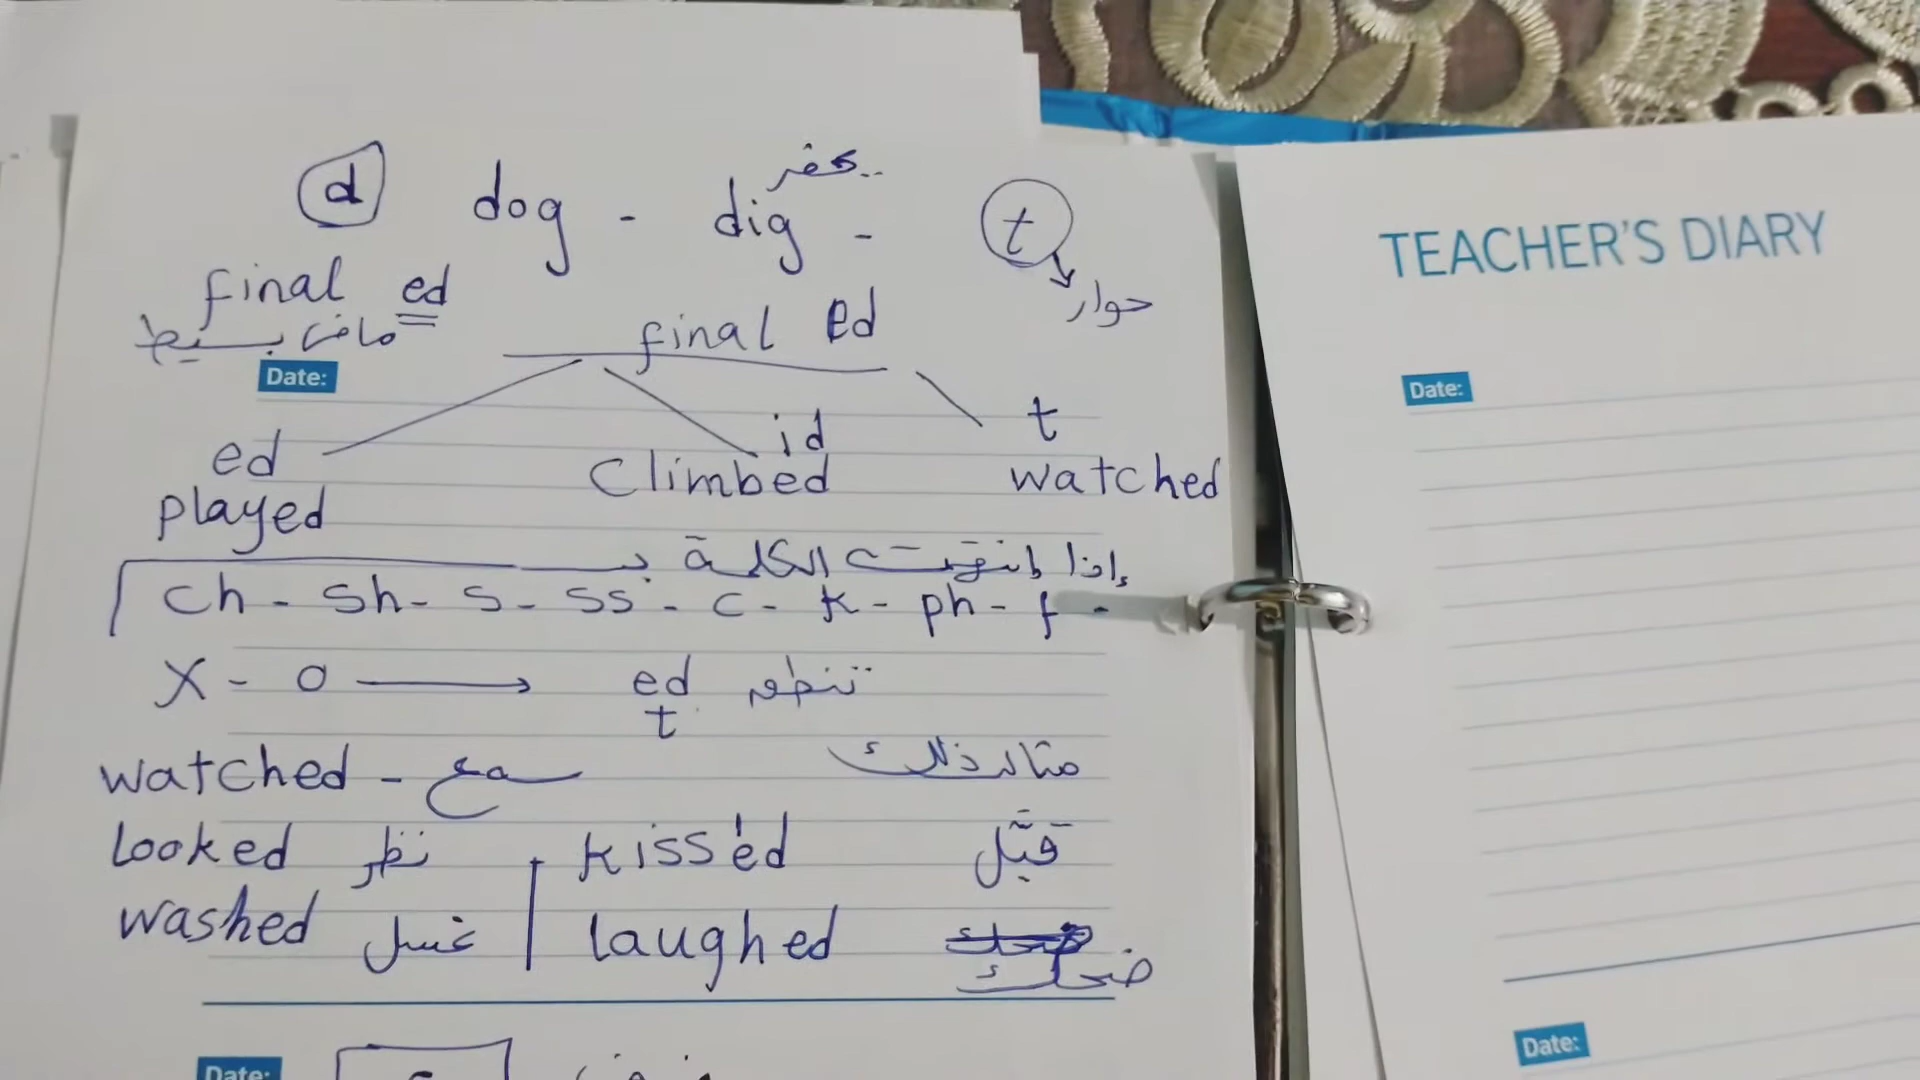 d dog - dig - يحفر t
حوار
final ed
ماضي بسيط
final ed
Date:
ed id t
played Climbed watched
إذا انتهت الكلمة بـ
ch - sh - s - ss - c - k - ph - f -
X - o → ed تنطق
t
watched - سمع مثال ذلك
looked نظر kissed قبّل
washed غسل laughed ضحك
Date:
TEACHER'S DIARY
Date:
Date: